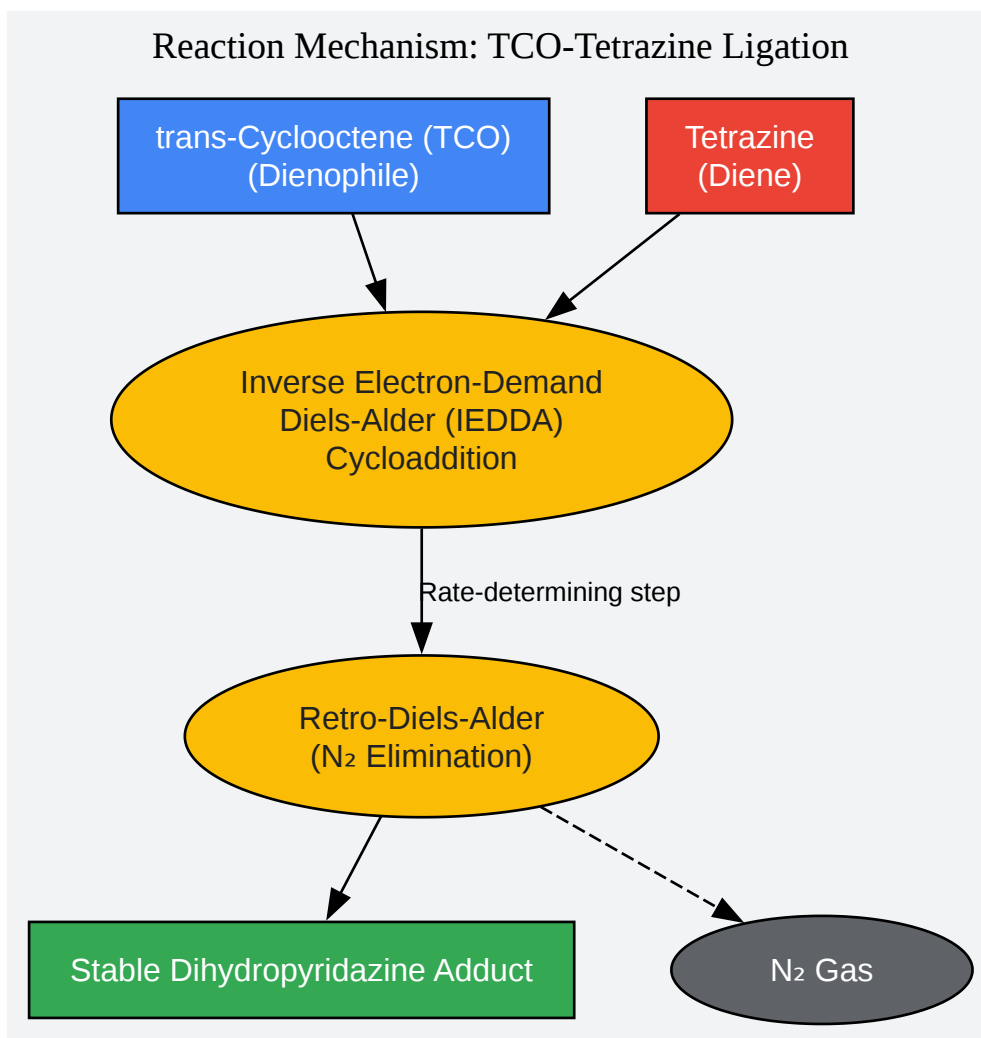 Reaction Mechanism: TCO-Tetrazine Ligation
trans-Cyclooctene (TCO)
(Dienophile)
Tetrazine
(Diene)
Inverse Electron-Demand
Diels-Alder (IEDDA)
Cycloaddition
Rate-determining step
Retro-Diels-Alder
(N₂ Elimination)
Stable Dihydropyridazine Adduct
N₂ Gas